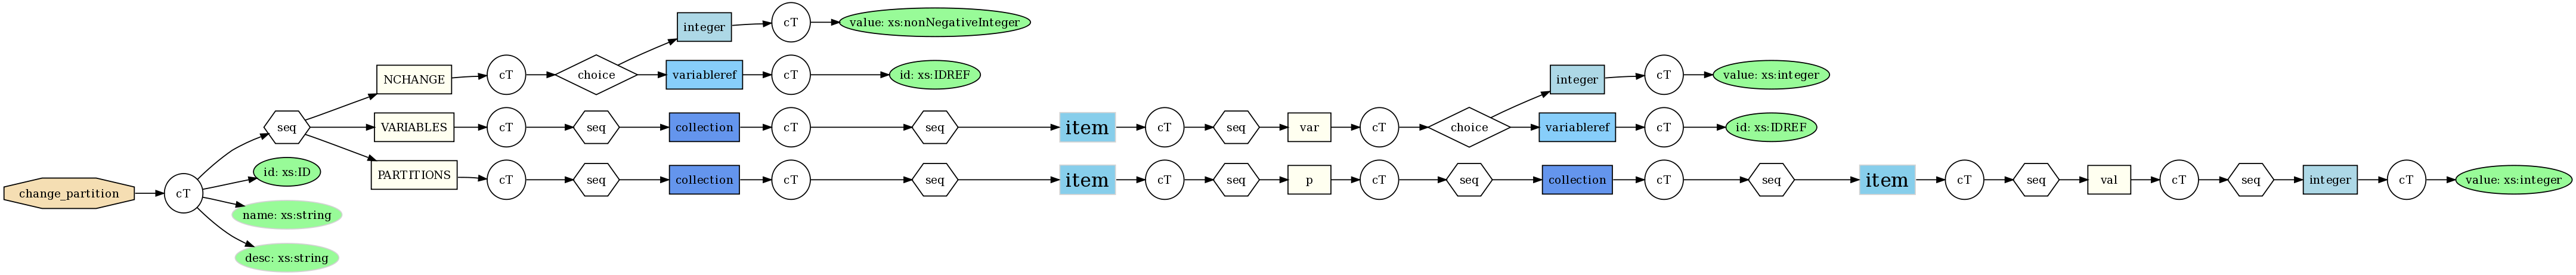 integer
cT
value: xs:nonNegativeInteger
NCHANGE
cT
choice
variableref
cT
id: xs:IDREF
integer
cT
value: xs:integer
seq
VARIABLES
cT
seq
collection
cT
seq
item
cT
seq
var
cT
choice
variableref
cT
id: xs:IDREF
change_partition
cT
id: xs:ID
name: xs:string
desc: xs:string
PARTITIONS
cT
seq
collection
cT
seq
item
cT
seq
p
cT
seq
collection
cT
seq
item
cT
seq
val
cT
seq
integer
cT
value: xs:integer